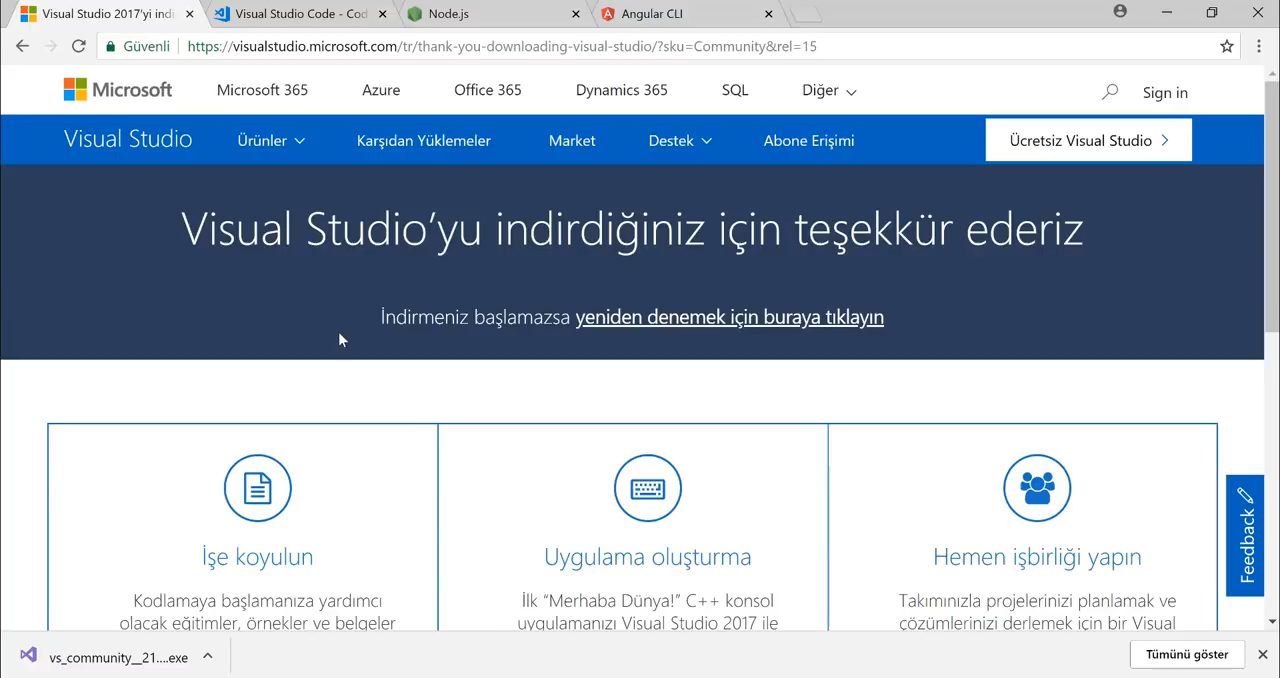 Visual Studio 2017'yi indi
Visual Studio Code - Cod
Node.js
Angular CLI
Güvenli
https://visualstudio.microsoft.com/tr/thank-you-downloading-visual-studio/?sku=Community&rel=15
Microsoft
Microsoft 365
Azure
Office 365
Dynamics 365
SQL
Diğer
Sign in
Visual Studio
Ürünler
Karşıdan Yüklemeler
Market
Destek
Abone Erişimi
Ücretsiz Visual Studio
Visual Studio’yu indirdiğiniz için teşekkür ederiz
İndirmeniz başlamazsa yeniden denemek için buraya tıklayın
İşe koyulun
Kodlamaya başlamanıza yardımcı
olacak eğitimler, örnekler ve belgeler
Uygulama oluşturma
İlk “Merhaba Dünya!” C++ konsol
uygulamanızı Visual Studio 2017 ile
Hemen işbirliği yapın
Takımınızla projelerinizi planlamak ve
çözümlerinizi derlemek için bir Visual
Feedback
vs_community__21....exe
Tümünü göster